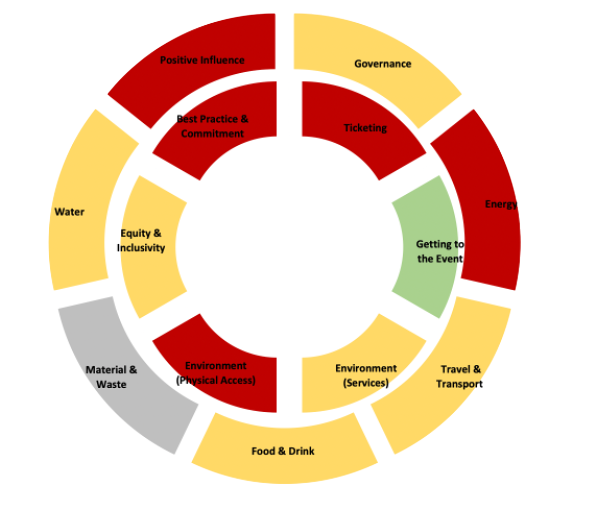 Positive Influence
Governance
Best Practice &
Commitment
Ticketing
Energy
Water
Equity &
Inclusivity
Getting to
the Event
Material &
Waste
Environment
(Physical Access)
Environment
(Services)
Travel &
Transport
Food & Drink